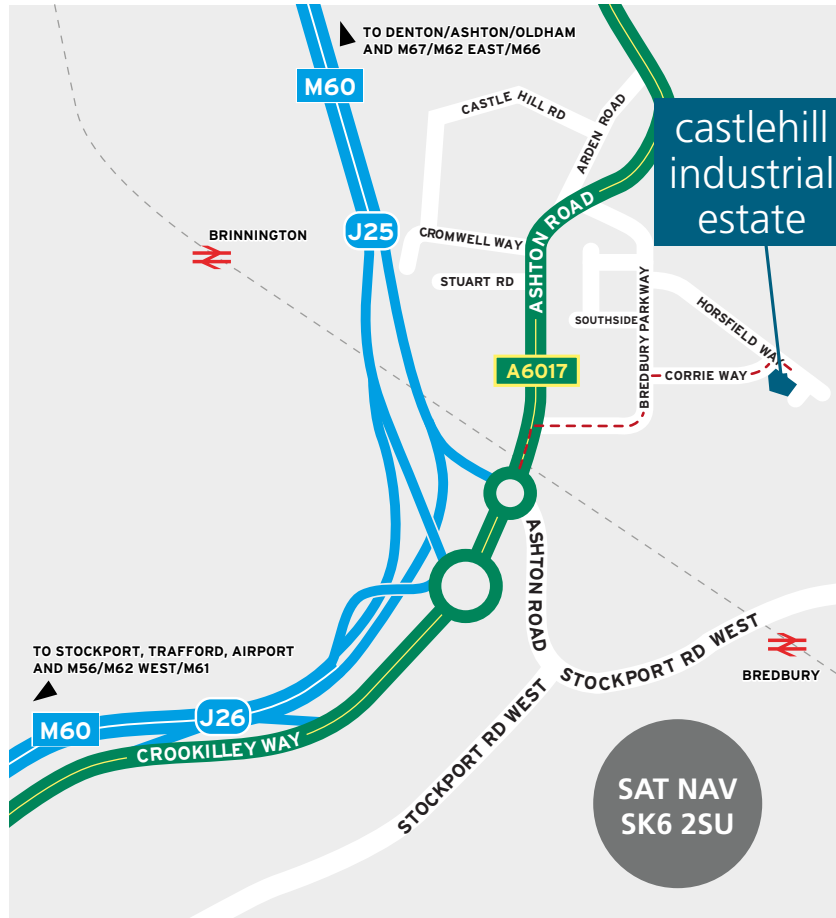 TO DENTON/ASHTON/OLDHAM
AND M67/M62 EAST/M66
M60
CASTLE HILL RD
ARDEN ROAD
castlehill
industrial
estate
BRINNINGTON
J25
CROMWELL WAY
ASHTON ROAD
STUART RD
BREDBURY PARKWAY
HORSFIELD WAY
SOUTHSIDE
A6017
CORRIE WAY
ASHTON ROAD
TO STOCKPORT, TRAFFORD, AIRPORT
AND M56/M62 WEST/M61
STOCKPORT RD WEST
BREDBURY
M60
J26
CROOKILLEY WAY
STOCKPORT RD WEST
SAT NAV
SK6 2SU